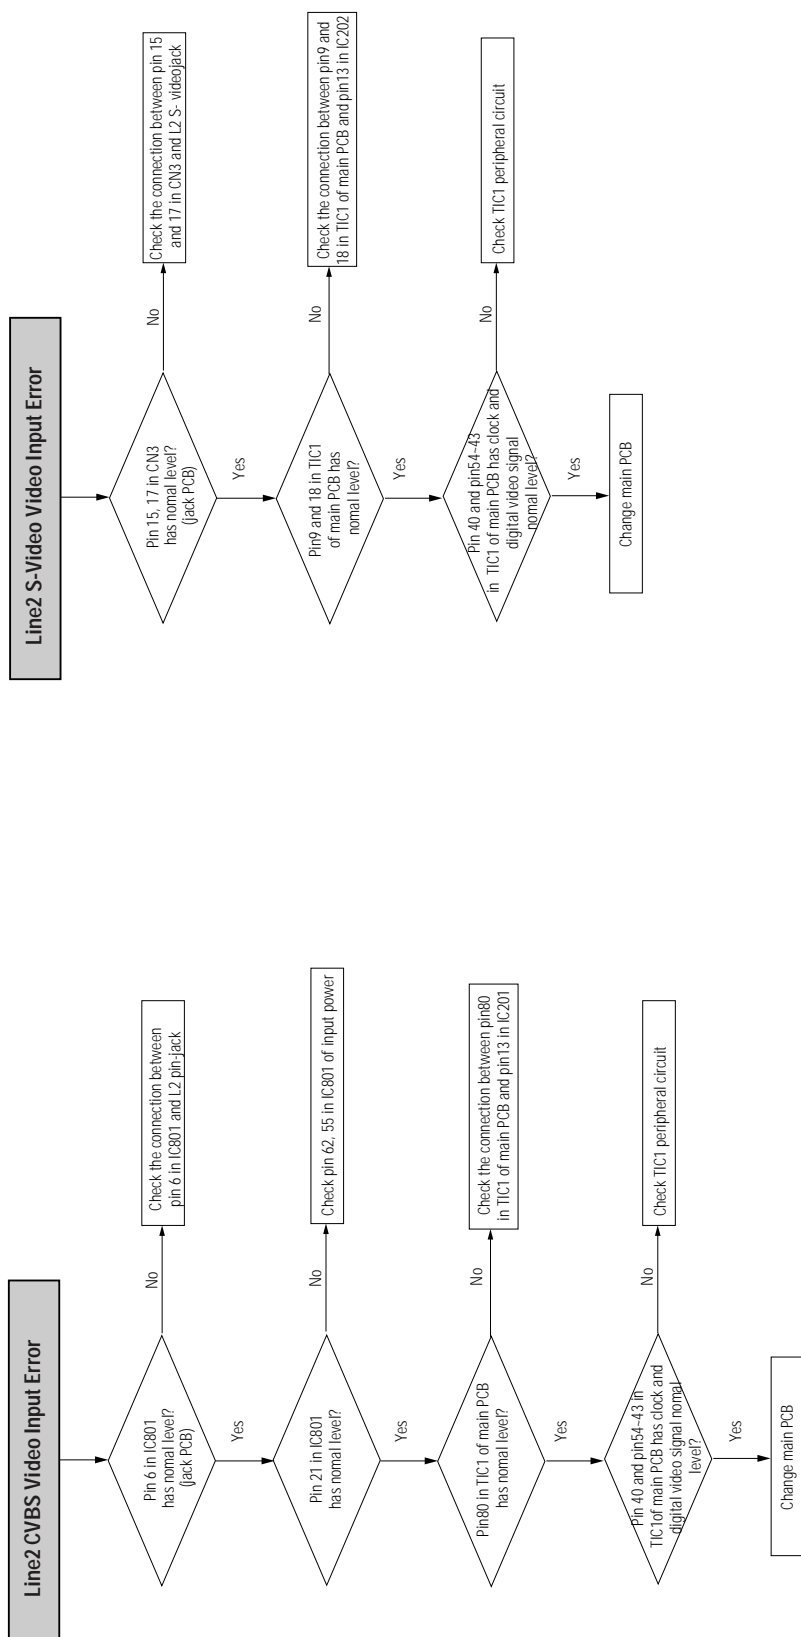 Line2 CVBS Video Input Error
Pin 6 in IC801
has nomal level?
(jack PCB)
No
Check the connection between
pin 6 in IC801 and L2 pin-jack
Yes
Pin 21 in IC801
has nomal level?
No
Check pin 62, 55 in IC801 of input power
Yes
Pin80 in TIC1 of main PCB
has nomal level?
No
Check the connection between pin80
in TIC1 of main PCB and pin13 in IC201
Yes
Pin 40 and pin54~43 in
TIC1of main PCB has clock and
digital video signal nomal
level?
No
Check TIC1 peripheral circuit
Yes
Change main PCB
Line2 S-Video Video Input Error
Pin 15, 17 in CN3
has nomal level?
(jack PCB)
No
Check the connection between pin 15
and 17 in CN3 and L2 S- videojack
Yes
Pin9 and 18 in TIC1
of main PCB has
nomal level?
No
Check the connection between pin9 and
18 in TIC1 of main PCB and pin13 in IC202
Yes
Pin 40 and pin54~43
in TIC1 of main PCB has clock and
digital video signal
nomal level?
No
Check TIC1 peripheral circuit
Yes
Change main PCB